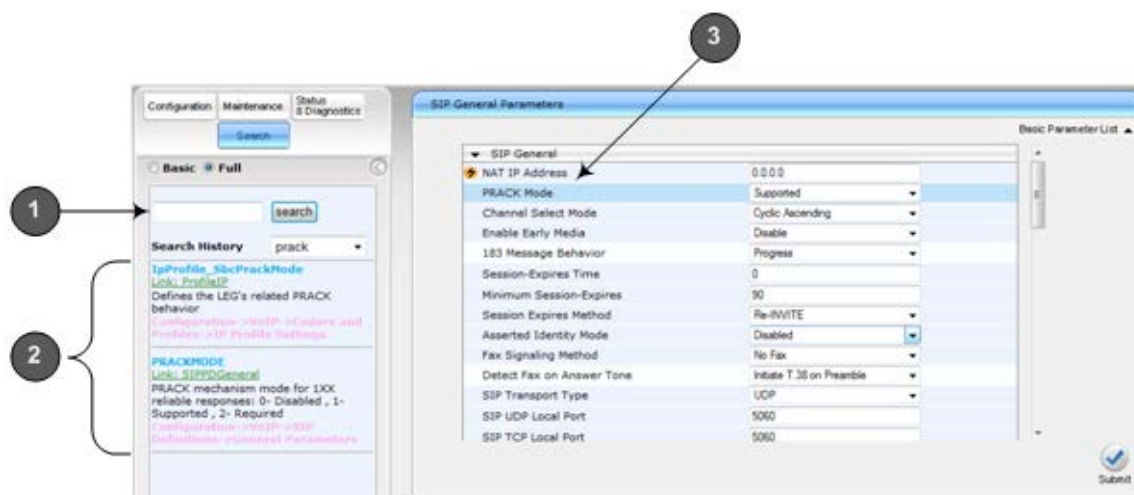 3
Configuration Maintenance Status & Diagnostics
Search
SIP General Parameters
Basic Parameter List
Basic Full
SIP General
NAT IP Address 0.0.0.0
PRACK Mode Supported
Channel Select Mode Cyclic Ascending
Enable Early Media Disable
183 Message Behavior Progress
Session-Expires Time 0
Minimum Session-Expires 90
Session Expires Method Re-INVITE
Asserted Identity Mode Disabled
Fax Signaling Method No Fax
Detect Fax on Answer Tone Initiate T.38 on Preamble
SIP Transport Type UDP
SIP UDP Local Port 5060
SIP TCP Local Port 5060
Submit
1
search
Search History prack
2
IpProfile_SbcPrackMode
Link: ProfileIP
Defines the LEG's related PRACK
behavior
Configuration->VoIP->Coders and
Profiles->IP Profile Settings
PRACKMODE
Link: SIPPDGeneral
PRACK mechanism mode for 1XX
reliable responses: 0- Disabled , 1-
Supported , 2- Required
Configuration->VoIP->SIP
Definitions->General Parameters